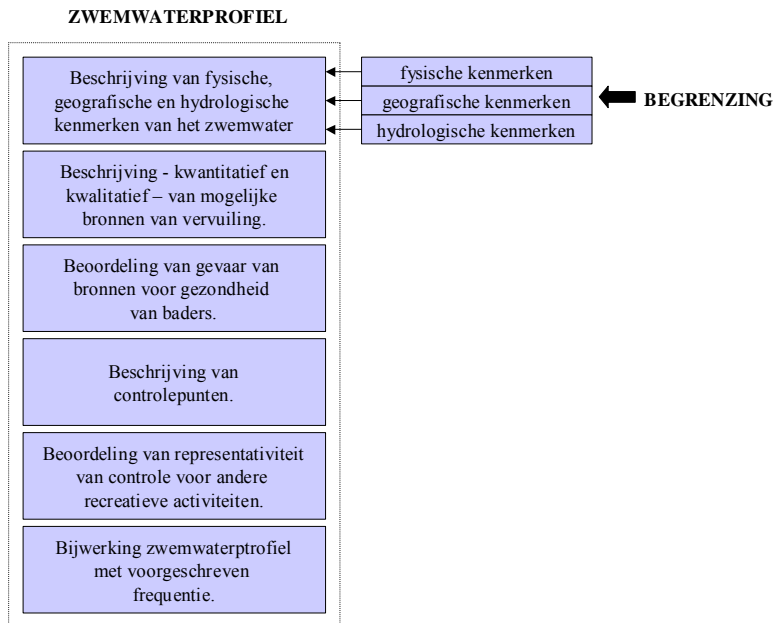 ZWEMWATERPROFIEL
Beschrijving van fysische,
geografische en hydrologische
kenmerken van het zwemwater
fysische kenmerken
geografische kenmerken
hydrologische kenmerken
BEGRENZING
Beschrijving - kwantitatief en
kwalitatief – van mogelijke
bronnen van vervuiling.
Beoordeling van gevaar van
bronnen voor gezondheid
van baders.
Beschrijving van
controlepunten.
Beoordeling van representativiteit
van controle voor andere
recreatieve activiteiten.
Bijwerking zwemwaterptrofiel
met voorgeschreven
frequentie.